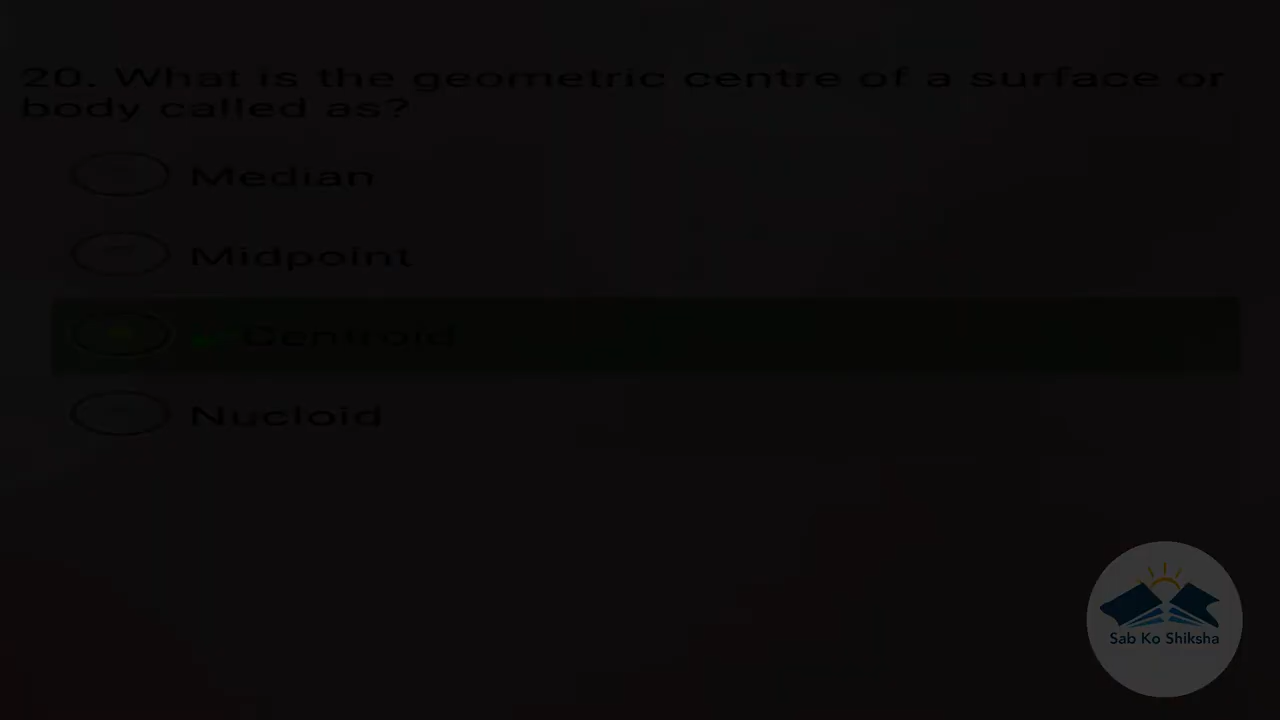 20. What is the geometric centre of a surface or
body called as?
Median
Midpoint
Centroid
Nucloid
Sab Ko Shiksha